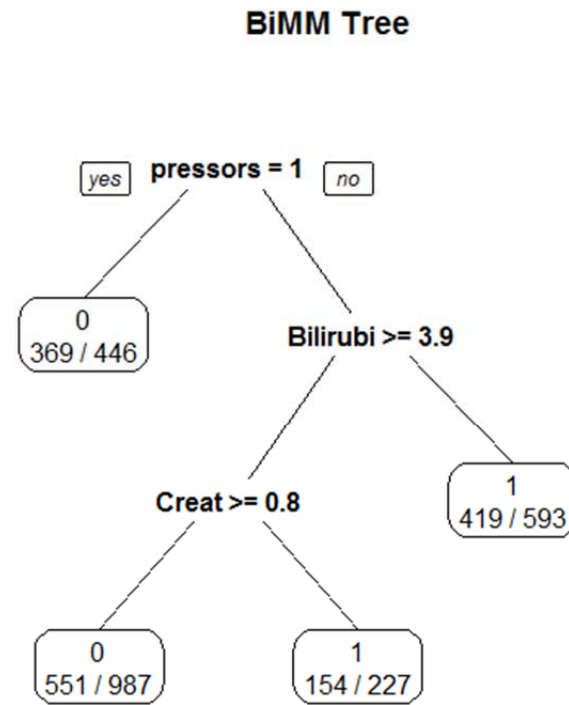 BiMM Tree
yes pressors = 1 no
0
369 / 446
Bilirubi >= 3.9
1
419 / 593
Creat >= 0.8
0
551 / 987
1
154 / 227